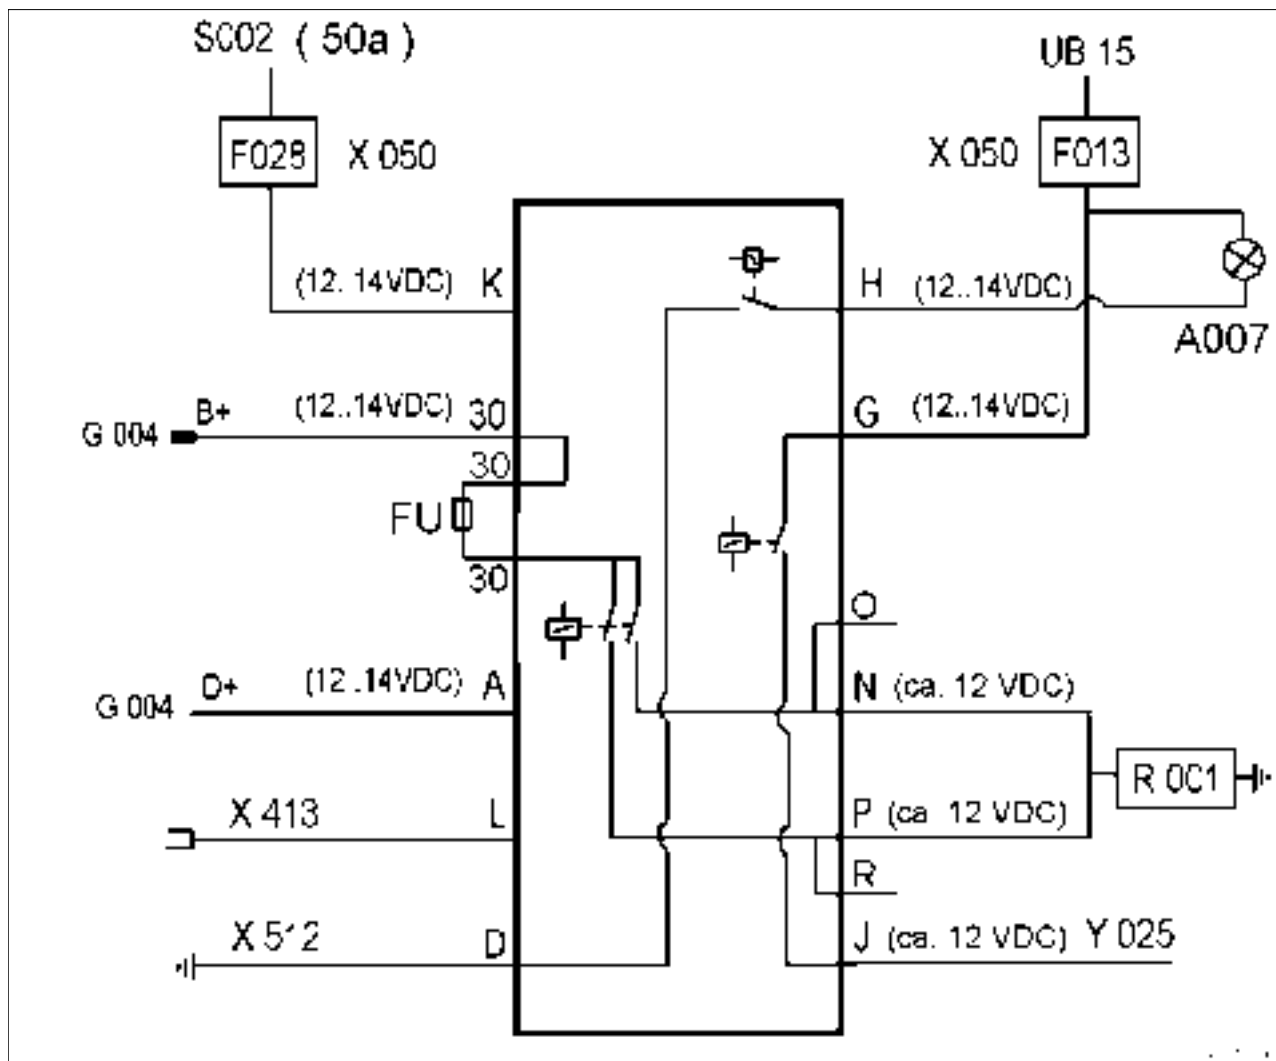 S002 ( 50a )
UB 15
F028
X 050
X 050
F013
(12. 14VDC)
K
H
(12..14VDC)
A007
B+
(12..14VDC)
30
G
(12..14VDC)
G 004
30
FU
30
O
D+
(12 .14VDC)
A
N
(ca. 12 VDC)
G 004
R 001
X 413
L
P
(ca 12 VDC)
R
X 512
D
J
(ca. 12 VDC)
Y 025